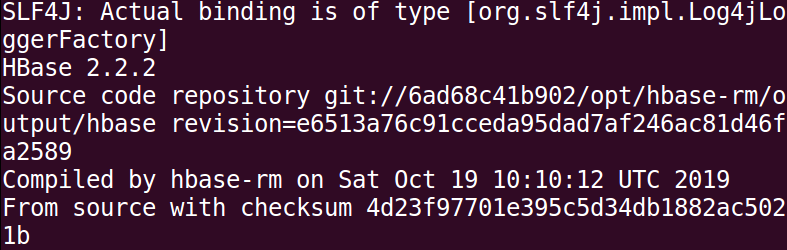 SLF4J: Actual binding is of type [org.slf4j.impl.Log4jLo
ggerFactory]
HBase 2.2.2
Source code repository git://6ad68c41b902/opt/hbase-rm/o
utput/hbase revision=e6513a76c91cceda95dad7af246ac81d46f
a2589
Compiled by hbase-rm on Sat Oct 19 10:10:12 UTC 2019
From source with checksum 4d23f97701e395c5d34db1882ac502
1b